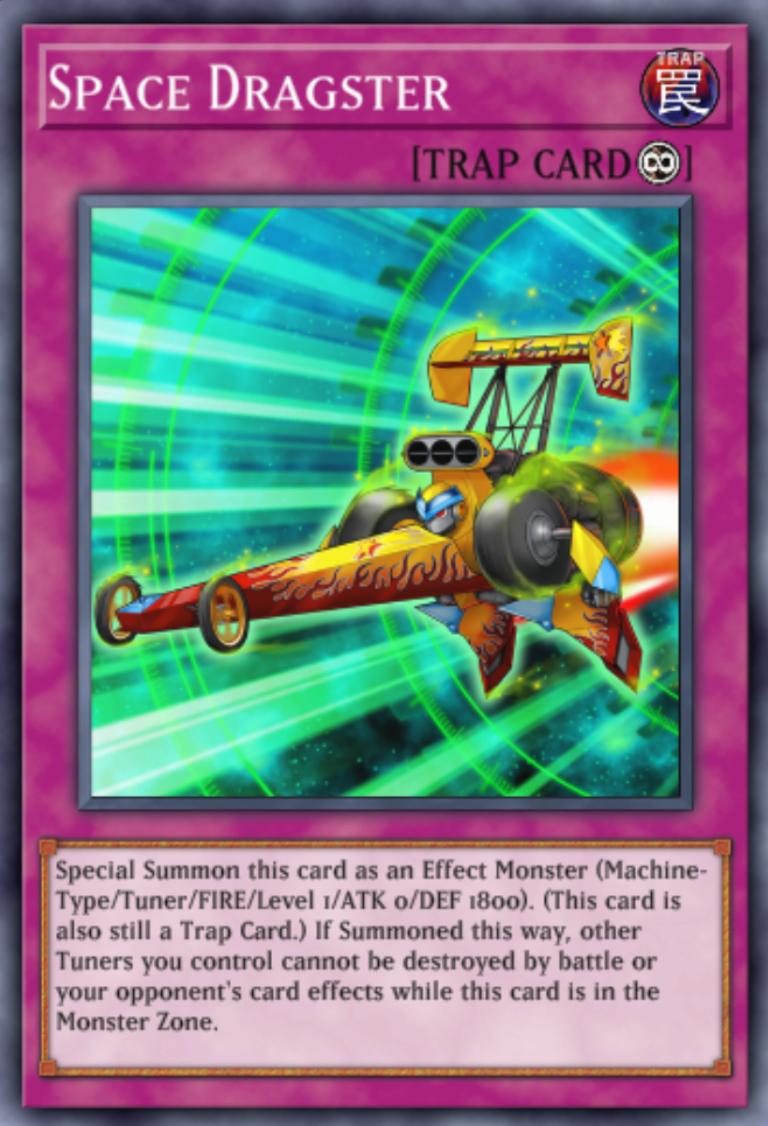 Space Dragster
TRAP
罠
[TRAP CARD♾]
Special Summon this card as an Effect Monster (Machine-
Type/Tuner/FIRE/Level 1/ATK 0/DEF 1800). (This card is
also still a Trap Card.) If Summoned this way, other
Tuners you control cannot be destroyed by battle or
your opponent's card effects while this card is in the
Monster Zone.